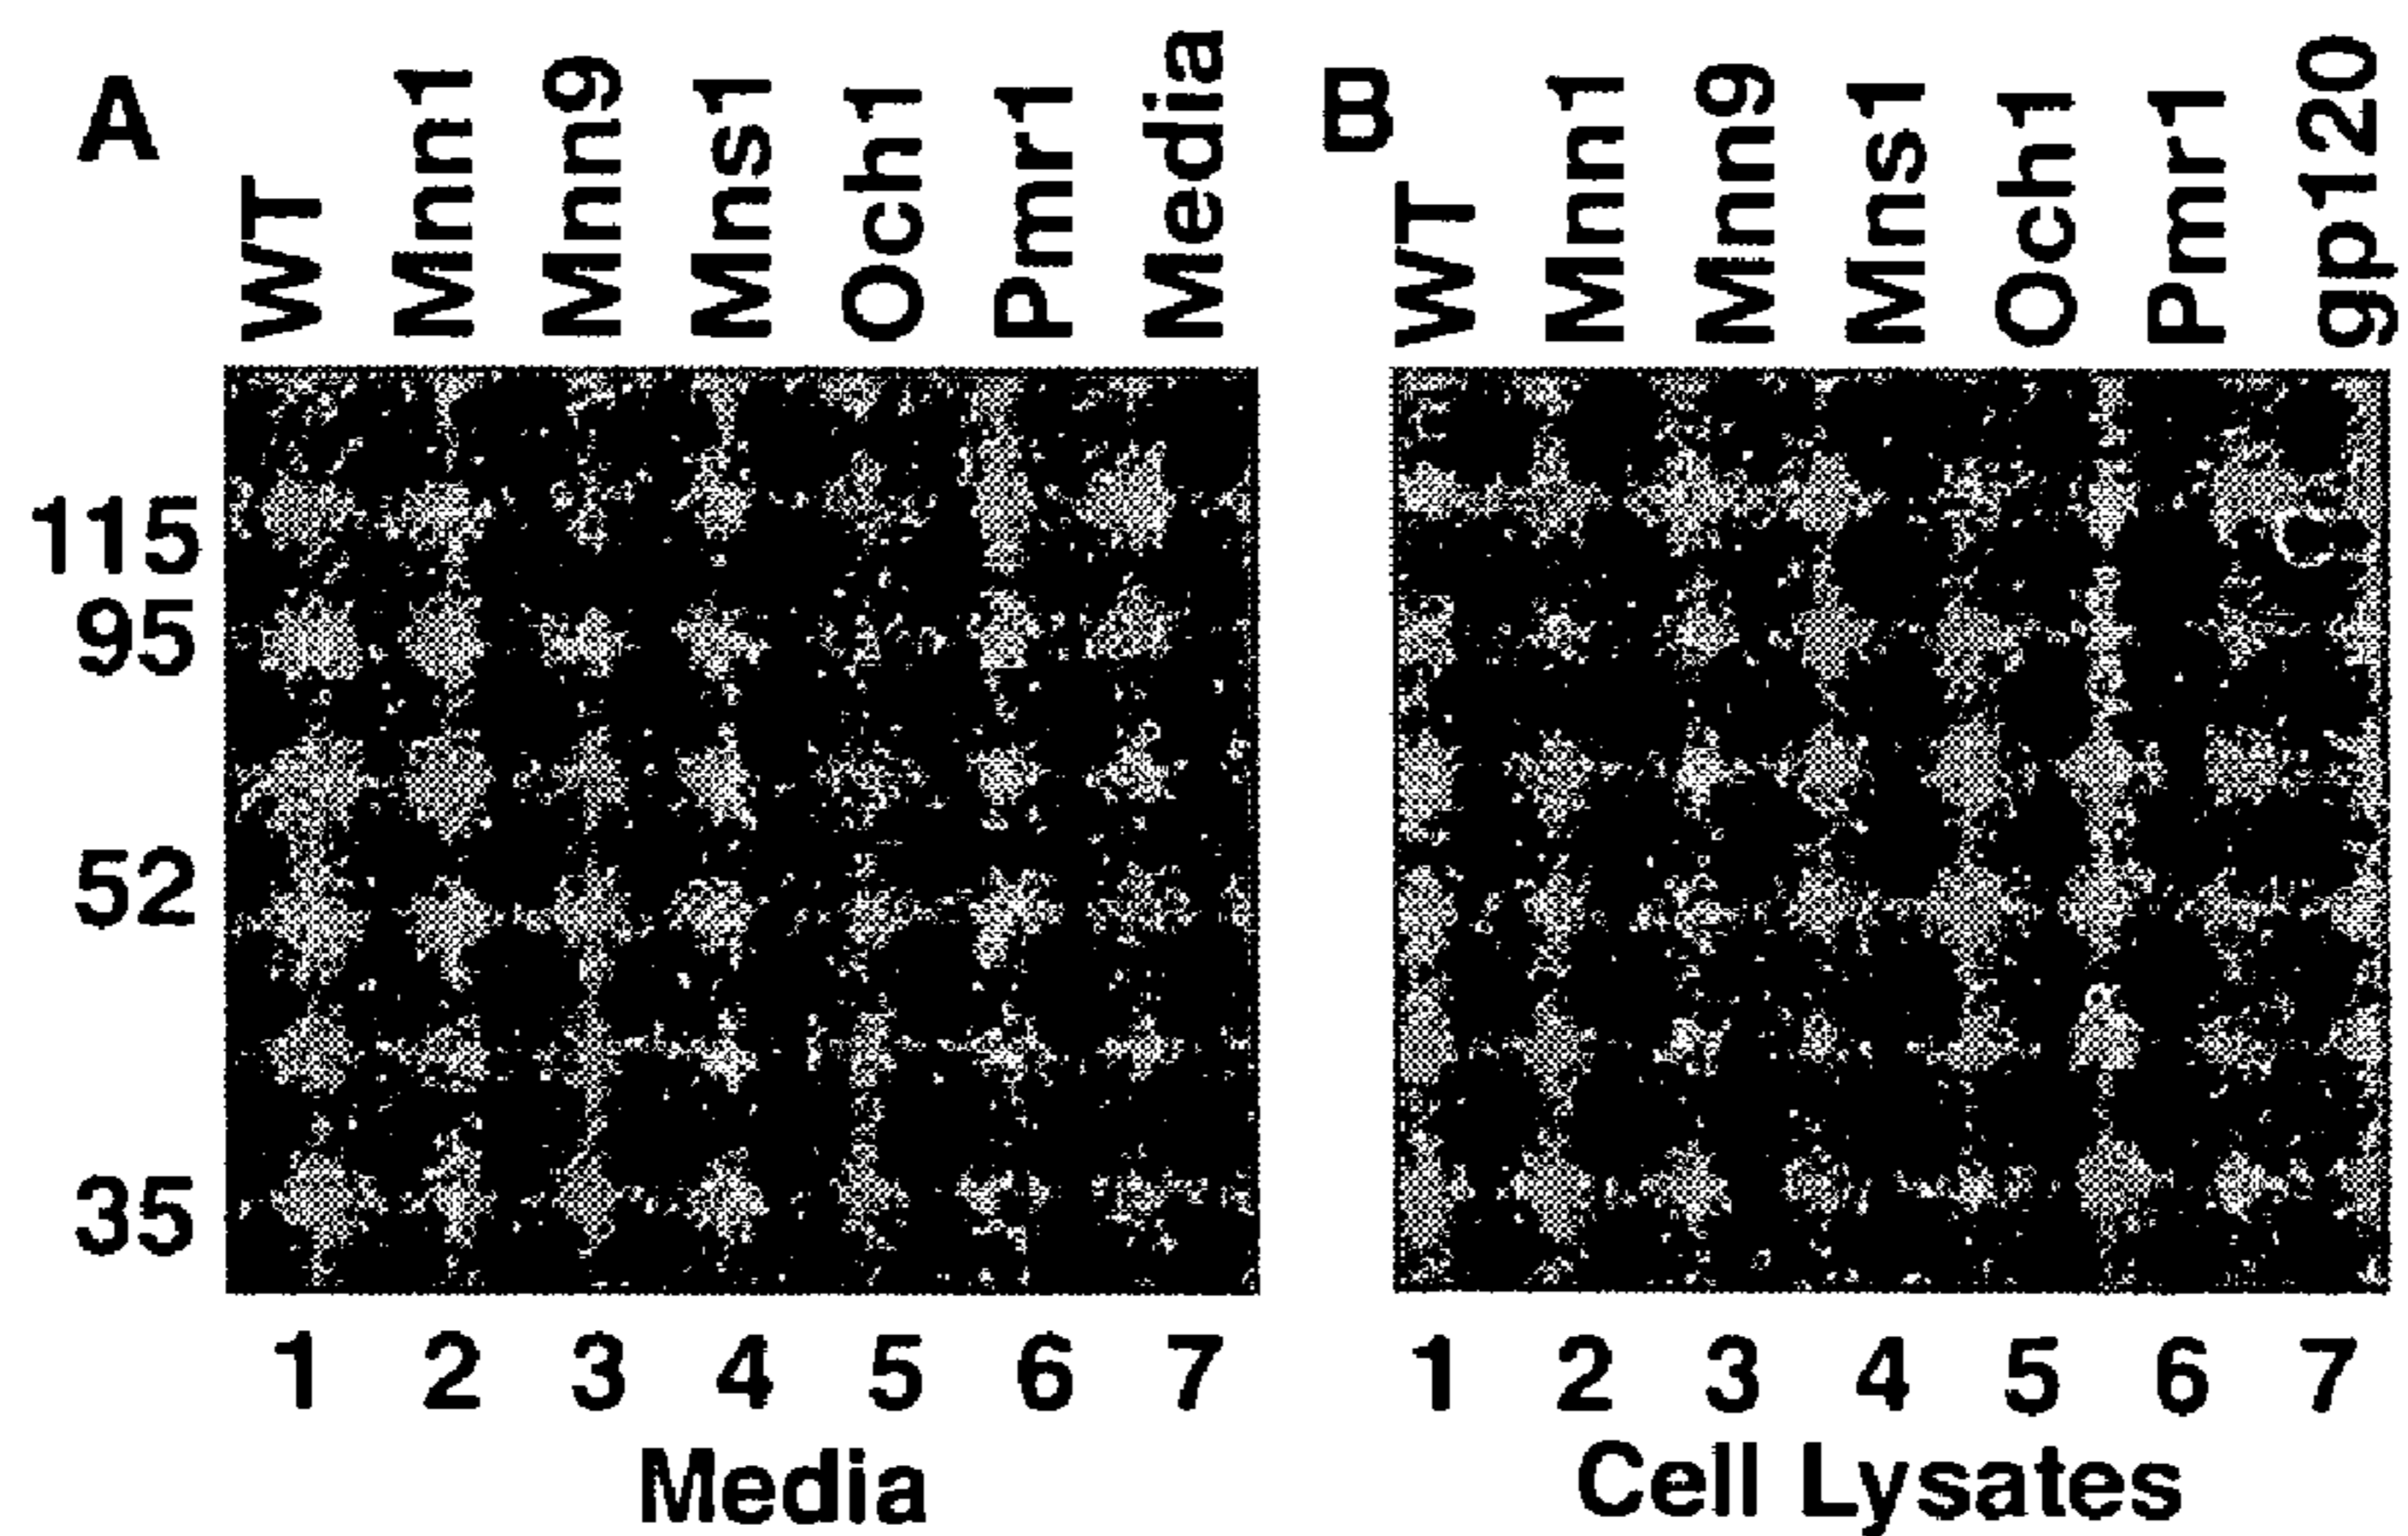 A
WT
Mnn1
Mnn9
Mns1
Och1
Pmr1
Media
115
95
52
35
1 2 3 4 5 6 7
Media
B
WT
Mnn1
Mnn9
Mns1
Och1
Pmr1
gp120
1 2 3 4 5 6 7
Cell Lysates